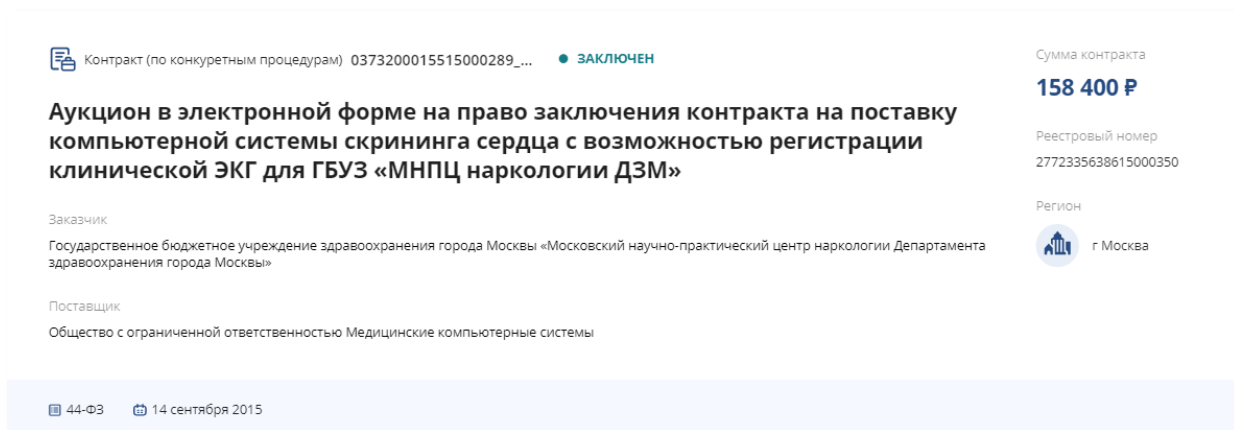 Контракт (по конкуретным процедурам) 0373200015515000289_... ● ЗАКЛЮЧЕН
Аукцион в электронной форме на право заключения контракта на поставку
компьютерной системы скрининга сердца с возможностью регистрации
клинической ЭКГ для ГБУЗ «МНПЦ наркологии ДЗМ»
Заказчик
Государственное бюджетное учреждение здравоохранения города Москвы «Московский научно-практический центр наркологии Департамента
здравоохранения города Москвы»
Поставщик
Общество с ограниченной ответственностью Медицинские компьютерные системы
Сумма контракта
158 400 ₽
Реестровый номер
2772335638615000350
Регион
г Москва
44-ФЗ 14 сентября 2015